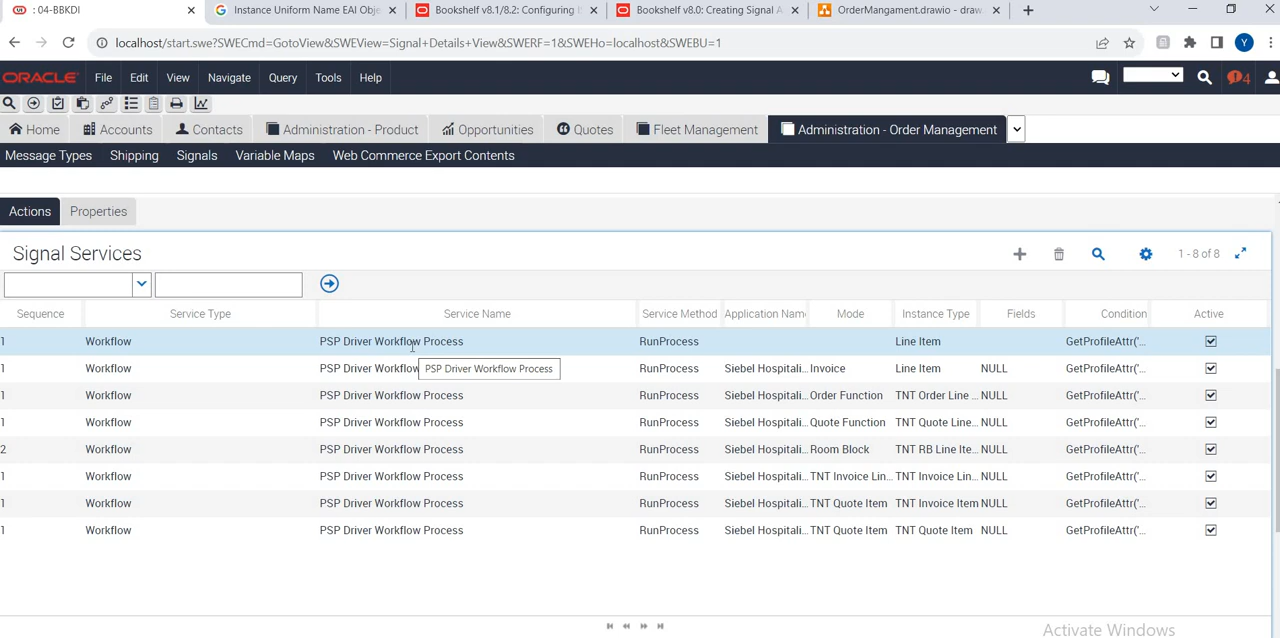 : 04-BBKDI
Instance Uniform Name EAI Obje
Bookshelf v8.1/8.2: Configuring I
Bookshelf v8.0: Creating Signal A
OrderMangament.drawio - draw.
localhost/start.swe?SWECmd=GotoView&SWEView=Signal+Details+View&SWERF=1&SWEHo=localhost&SWEBU=1
Y
ORACLE File Edit View Navigate Query Tools Help
4
Home Accounts Contacts Administration - Product Opportunities Quotes Fleet Management Administration - Order Management
Message Types Shipping Signals Variable Maps Web Commerce Export Contents
Actions Properties
Signal Services 1 - 8 of 8
Sequence Service Type Service Name Service Method Application Name Mode Instance Type Fields Condition Active
1 Workflow PSP Driver Workflow Process RunProcess Line Item GetProfileAttr('...
1 Workflow PSP Driver Workflow RunProcess Siebel Hospitali... Invoice Line Item NULL GetProfileAttr('...
PSP Driver Workflow Process
1 Workflow PSP Driver Workflow Process RunProcess Siebel Hospitali... Order Function TNT Order Line ... NULL GetProfileAttr('...
1 Workflow PSP Driver Workflow Process RunProcess Siebel Hospitali... Quote Function TNT Quote Line... NULL GetProfileAttr('...
2 Workflow PSP Driver Workflow Process RunProcess Siebel Hospitali... Room Block TNT RB Line Ite... NULL GetProfileAttr('...
1 Workflow PSP Driver Workflow Process RunProcess Siebel Hospitali... TNT Invoice Lin... TNT Invoice Lin... NULL GetProfileAttr('...
1 Workflow PSP Driver Workflow Process RunProcess Siebel Hospitali... TNT Quote Item TNT Invoice Item NULL GetProfileAttr('...
1 Workflow PSP Driver Workflow Process RunProcess Siebel Hospitali... TNT Quote Item TNT Quote Item NULL GetProfileAttr('...
Activate Windows